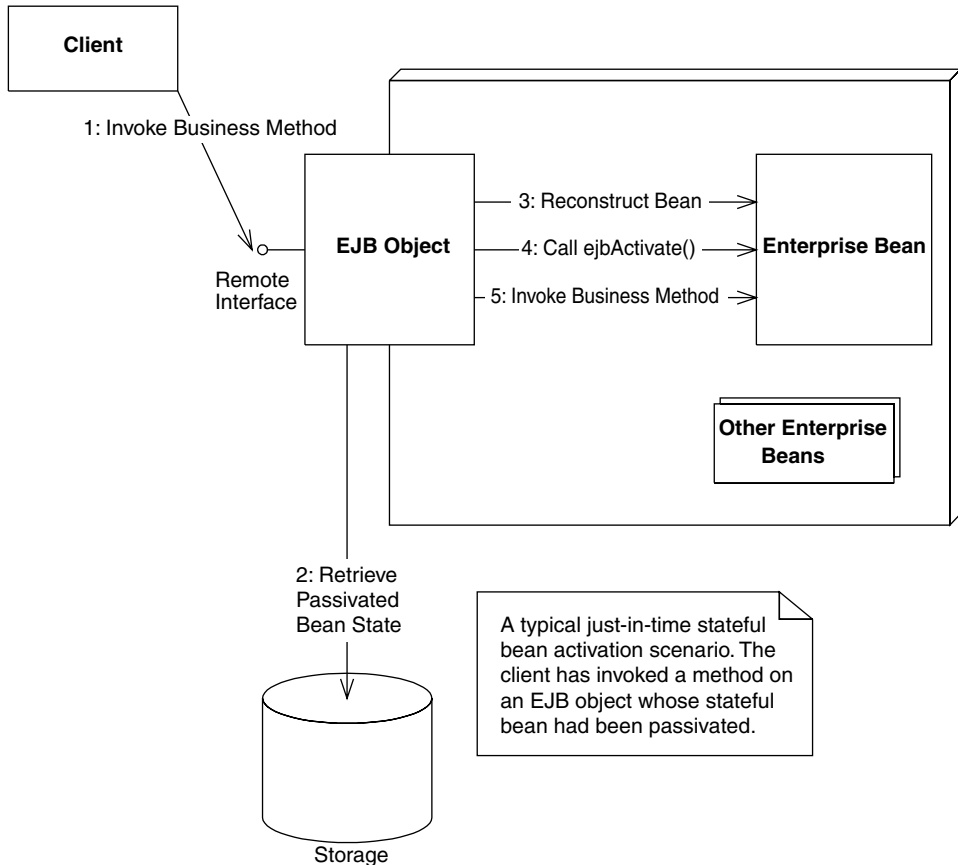 Client
1: Invoke Business Method
Remote
Interface
EJB Object
3: Reconstruct Bean
4: Call ejbActivate()
5: Invoke Business Method
Enterprise Bean
Other Enterprise
Beans
2: Retrieve
Passivated
Bean State
A typical just-in-time stateful
bean activation scenario. The
client has invoked a method on
an EJB object whose stateful
bean had been passivated.
Storage